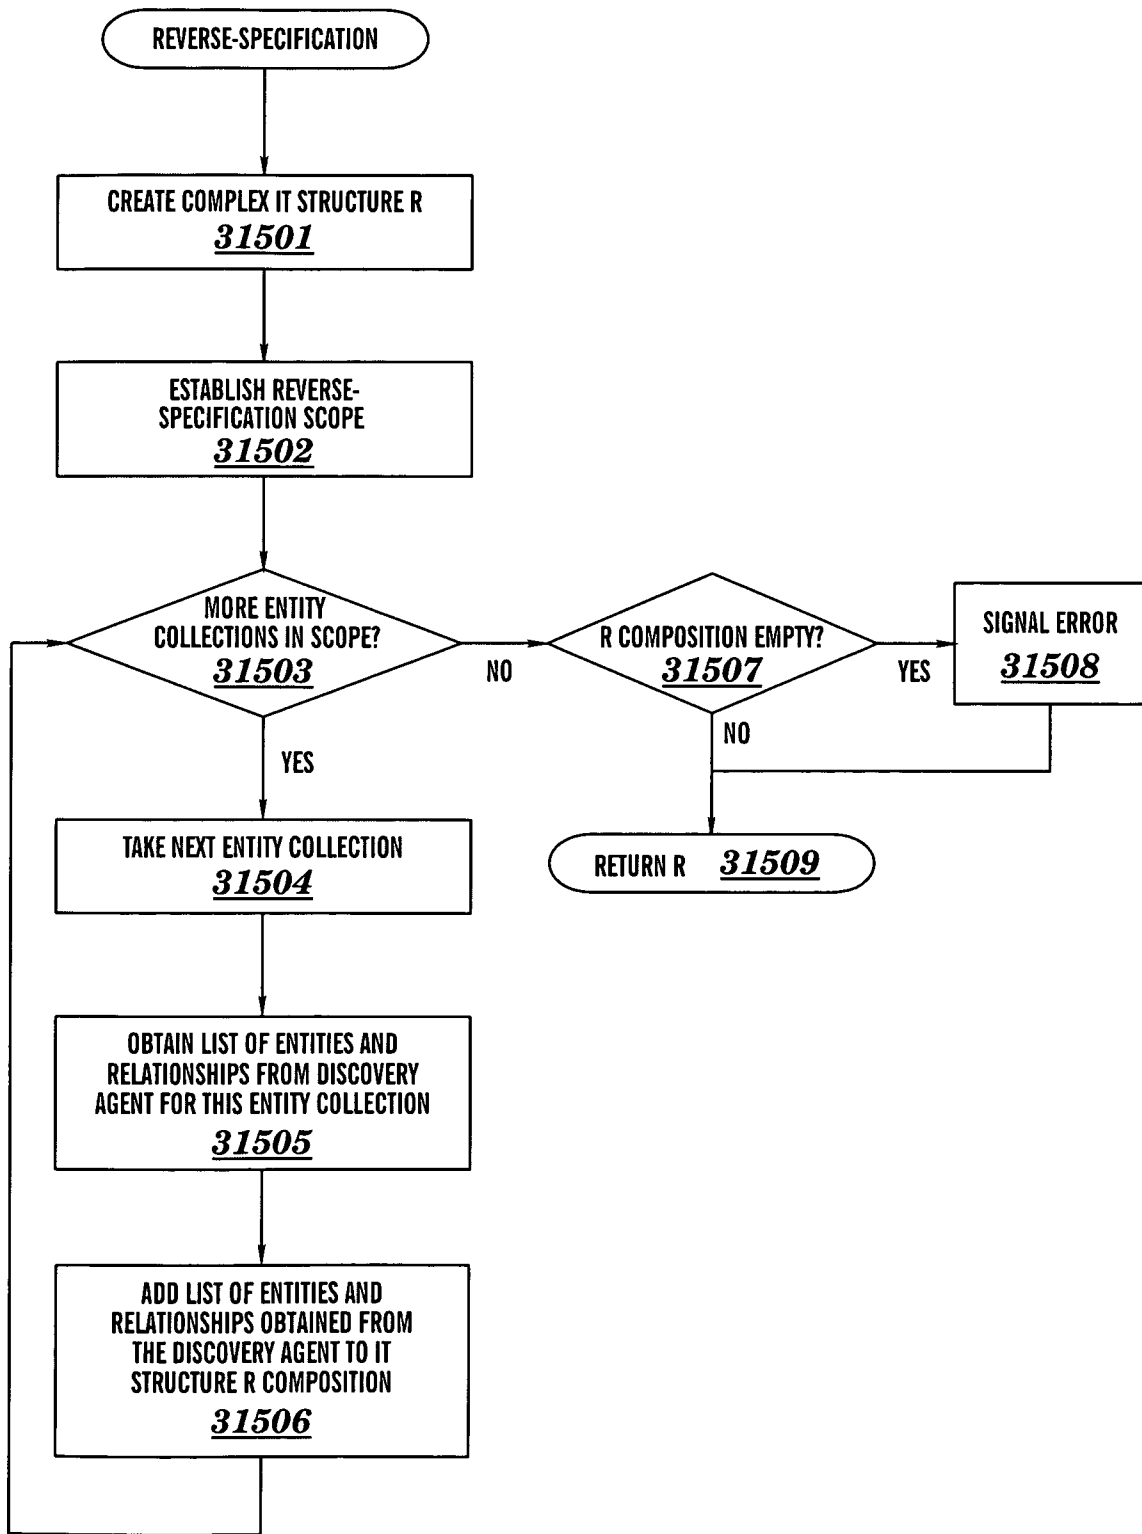 REVERSE-SPECIFICATION
CREATE COMPLEX IT STRUCTURE R
31501
ESTABLISH REVERSE-
SPECIFICATION SCOPE
31502
MORE ENTITY
COLLECTIONS IN SCOPE?
31503
NO
YES
R COMPOSITION EMPTY?
31507
YES
NO
SIGNAL ERROR
31508
RETURN R 31509
TAKE NEXT ENTITY COLLECTION
31504
OBTAIN LIST OF ENTITIES AND
RELATIONSHIPS FROM DISCOVERY
AGENT FOR THIS ENTITY COLLECTION
31505
ADD LIST OF ENTITIES AND
RELATIONSHIPS OBTAINED FROM
THE DISCOVERY AGENT TO IT
STRUCTURE R COMPOSITION
31506